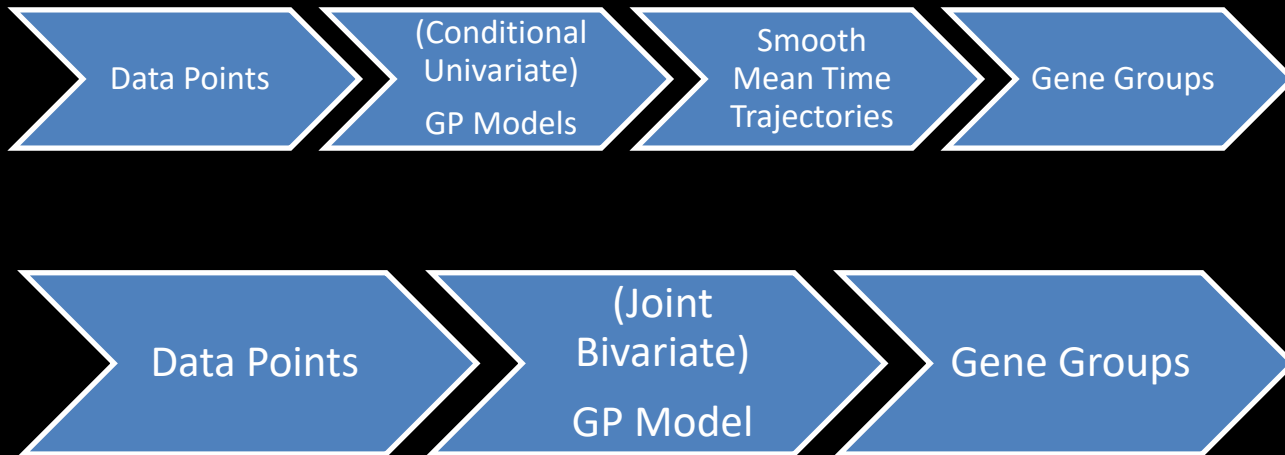 Data Points
(Conditional
Univariate)
GP Models
Smooth
Mean Time
Trajectories
Gene Groups
Data Points
(Joint
Bivariate)
GP Model
Gene Groups